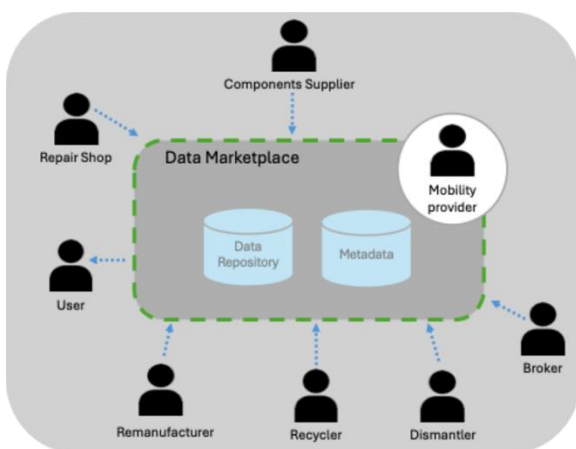 Components Supplier
Repair Shop
Data Marketplace
Mobility
provider
Data
Repository
Metadata
User
Broker
Remanufacturer
Recycler
Dismantler